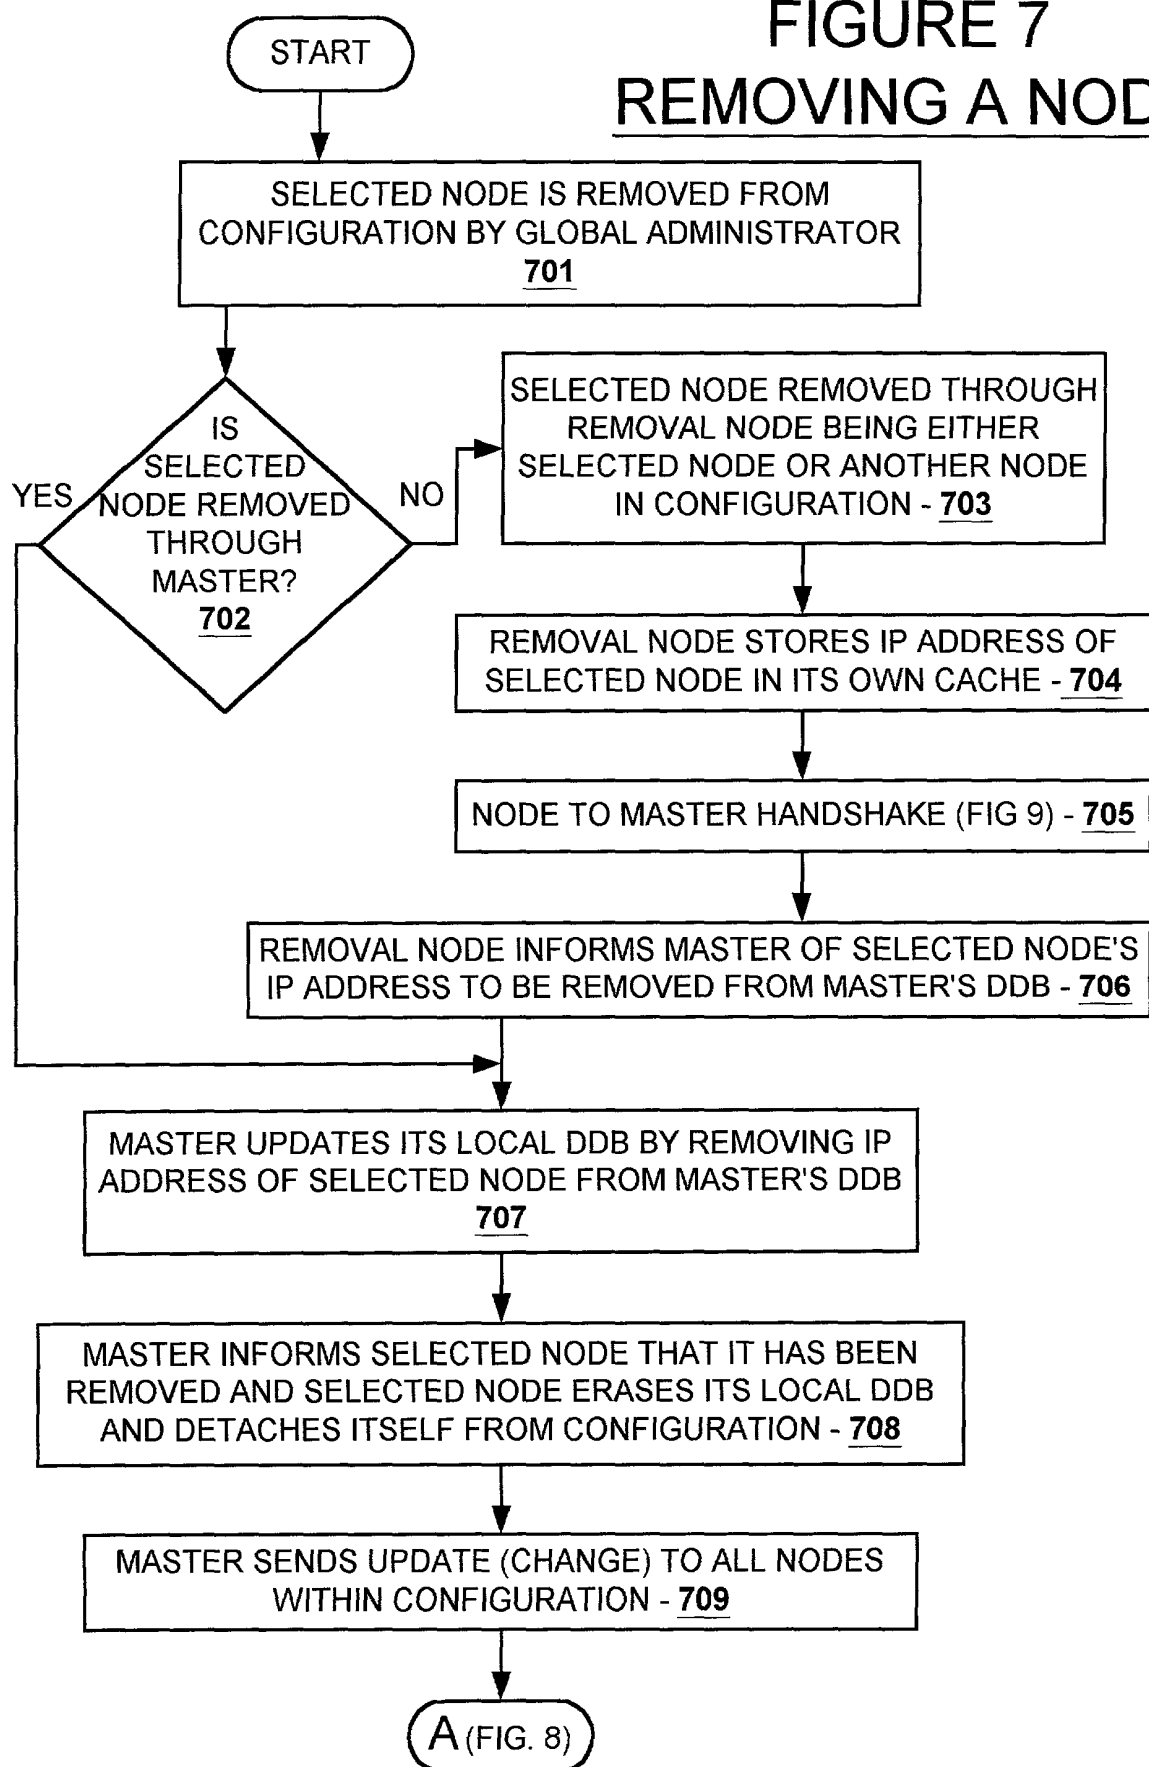 FIGURE 7
REMOVING A NOD
START
SELECTED NODE IS REMOVED FROM
CONFIGURATION BY GLOBAL ADMINISTRATOR
701
IS
SELECTED
NODE REMOVED
THROUGH
MASTER?
702
YES
NO
SELECTED NODE REMOVED THROUGH
REMOVAL NODE BEING EITHER
SELECTED NODE OR ANOTHER NODE
IN CONFIGURATION - 703
REMOVAL NODE STORES IP ADDRESS OF
SELECTED NODE IN ITS OWN CACHE - 704
NODE TO MASTER HANDSHAKE (FIG 9) - 705
REMOVAL NODE INFORMS MASTER OF SELECTED NODE'S
IP ADDRESS TO BE REMOVED FROM MASTER'S DDB - 706
MASTER UPDATES ITS LOCAL DDB BY REMOVING IP
ADDRESS OF SELECTED NODE FROM MASTER'S DDB
707
MASTER INFORMS SELECTED NODE THAT IT HAS BEEN
REMOVED AND SELECTED NODE ERASES ITS LOCAL DDB
AND DETACHES ITSELF FROM CONFIGURATION - 708
MASTER SENDS UPDATE (CHANGE) TO ALL NODES
WITHIN CONFIGURATION - 709
A (FIG. 8)